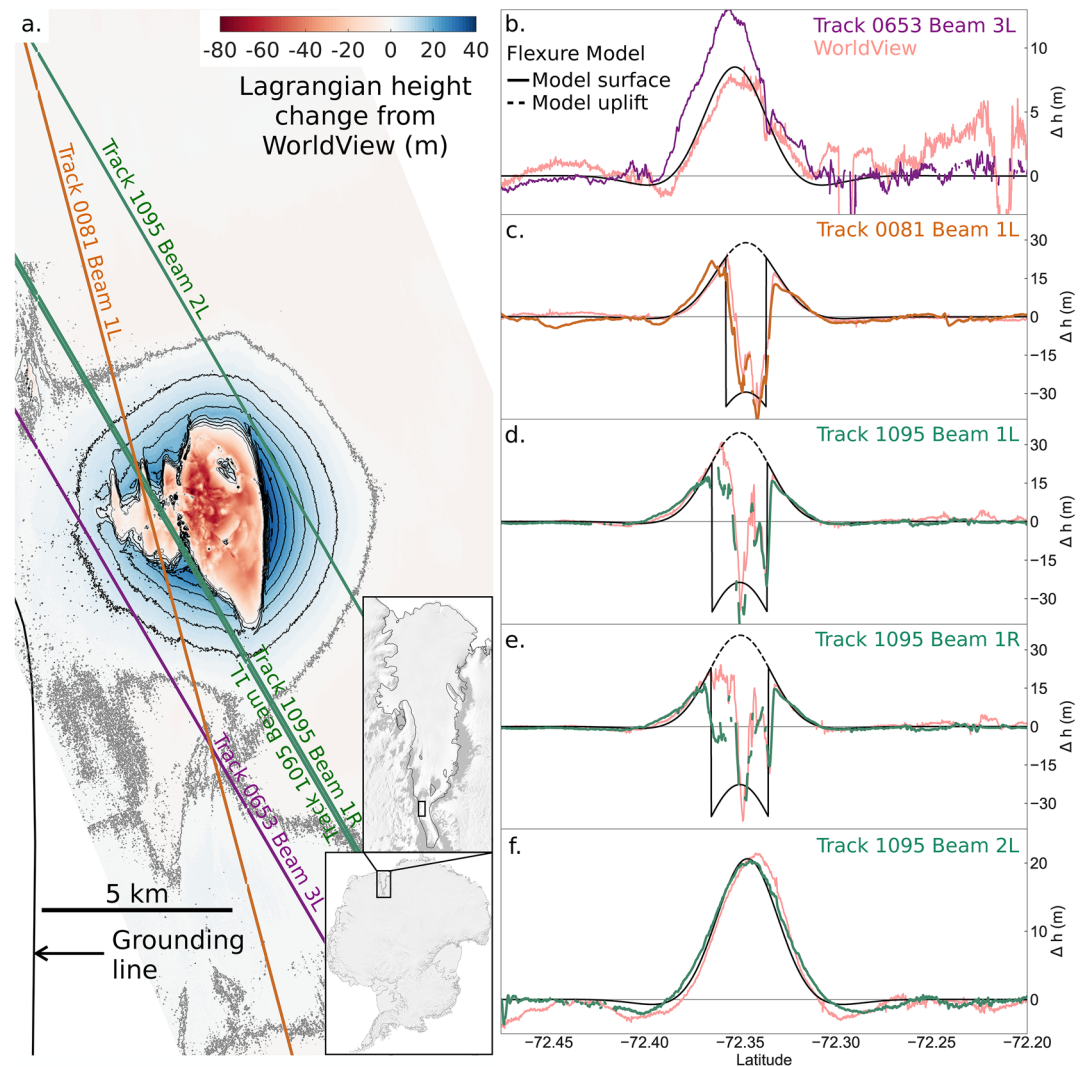 a.
-80 -60 -40 -20 0 20 40
Lagrangian height
change from
WorldView (m)
Track 0081 Beam 1L
Track 1095 Beam 2L
Track 1095 Beam 1R
Track 1095 Beam 1L
Track 0653 Beam 3L
5 km
Grounding
line
b.
Track 0653 Beam 3L
WorldView
Flexure Model
Model surface
Model uplift
10
5
0
Δ h (m)
c.
Track 0081 Beam 1L
30
15
0
−15
−30
Δ h (m)
d.
Track 1095 Beam 1L
30
15
0
−15
−30
Δ h (m)
e.
Track 1095 Beam 1R
30
15
0
−15
−30
Δ h (m)
f.
Track 1095 Beam 2L
20
10
0
Δ h (m)
−72.45 −72.40 −72.35 −72.30 −72.25 −72.20
Latitude